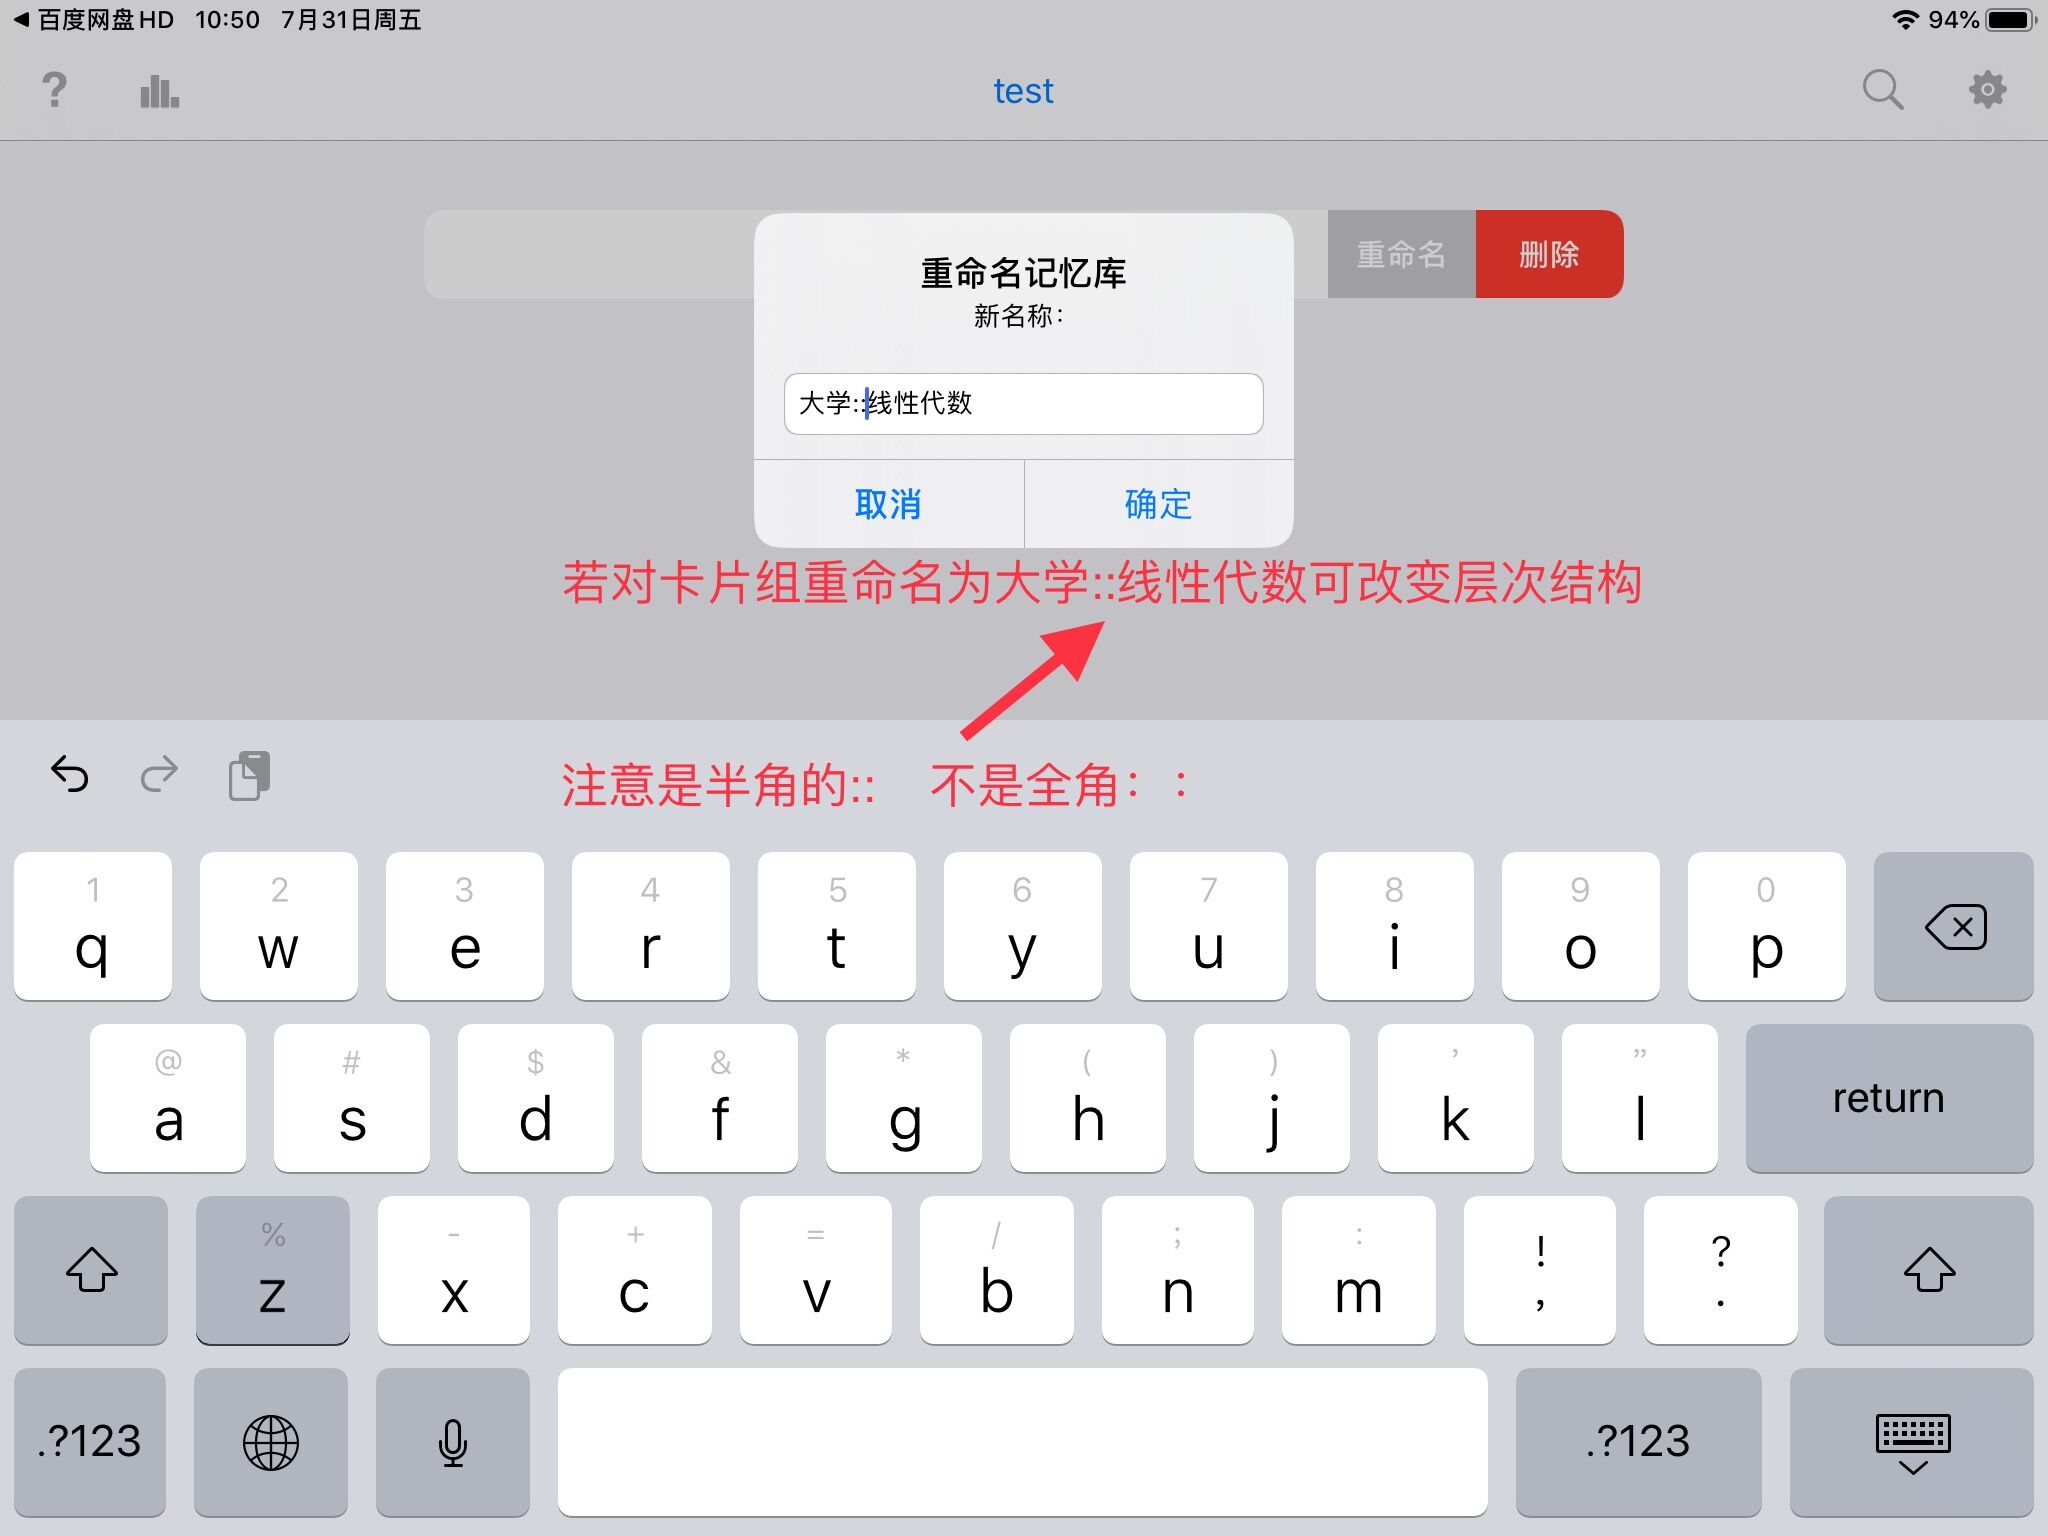 百度网盘HD 10:50 7月31日周五 94%
? test
重命名 删除
重命名记忆库
新名称：
大学::线性代数
取消 确定
若对卡片组重命名为大学::线性代数可改变层次结构
注意是半角的:: 不是全角：：
1 2 3 4 5 6 7 8 9 0
q w e r t y u i o p
@ # $ & * ( ) ’ ”
a s d f g h j k l return
% - + = / ; : ! ?
z x c v b n m , .
.?123 .?123